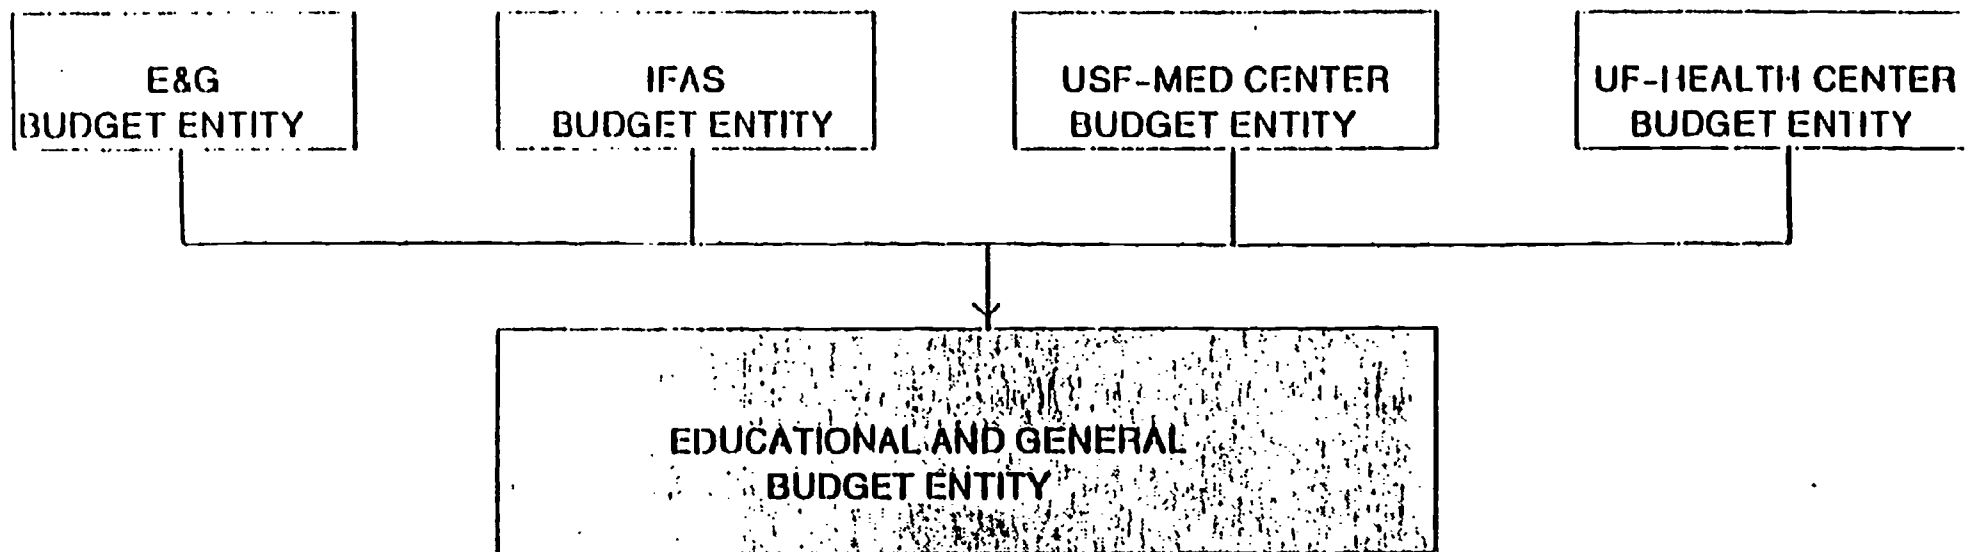 E&G
BUDGET ENTITY
IFAS
BUDGET ENTITY
USF-MED CENTER
BUDGET ENTITY
UF-HEALTH CENTER
BUDGET ENTITY
EDUCATIONAL AND GENERAL
BUDGET ENTITY